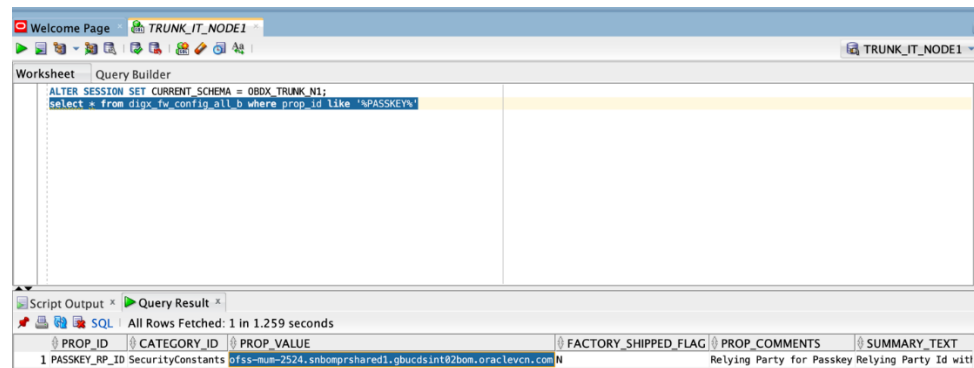 Welcome Page TRUNK_IT_NODE1
TRUNK_IT_NODE1
Worksheet Query Builder
ALTER SESSION SET CURRENT_SCHEMA = OBDX_TRUNK_N1;
select * from digx_fw_config_all_b where prop_id like '%PASSKEY%'
Script Output × Query Result ×
SQL | All Rows Fetched: 1 in 1.259 seconds
PROP_ID CATEGORY_ID PROP_VALUE FACTORY_SHIPPED_FLAG PROP_COMMENTS SUMMARY_TEXT
1 PASSKEY_RP_ID SecurityConstants ofss-mum-2524.snbomprshared1.gbucdsint02bom.oraclevcn.com N Relying Party for Passkey Relying Party Id with